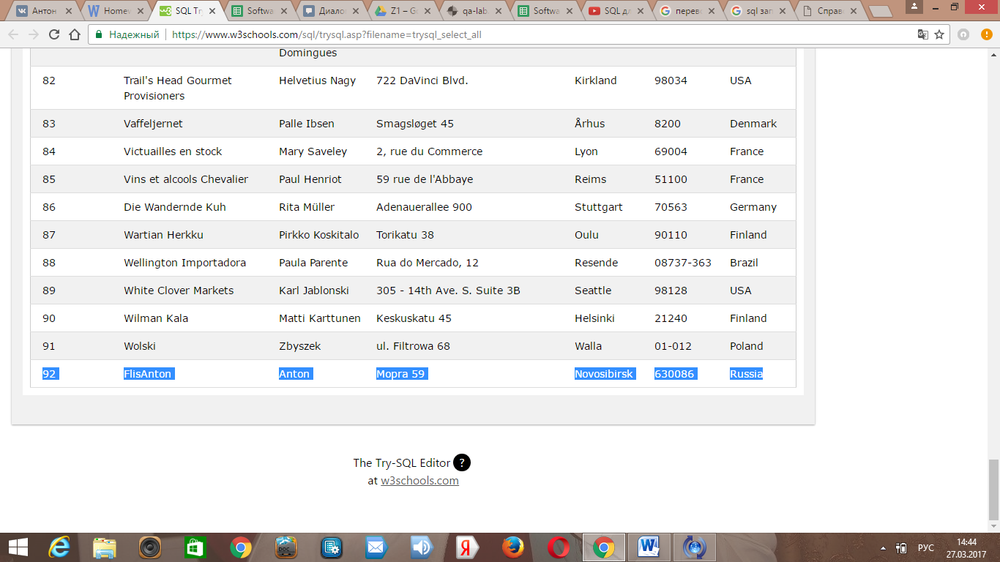 Антон Homew SQL Try Softwa Диалог Z1 – Go qa-lab Softwa SQL дл перев sql зап Справ
Надежный https://www.w3schools.com/sql/trysql.asp?filename=trysql_select_all
Domingues
82 Trail's Head Gourmet Provisioners Helvetius Nagy 722 DaVinci Blvd. Kirkland 98034 USA
83 Vaffeljernet Palle Ibsen Smagsløget 45 Århus 8200 Denmark
84 Victuailles en stock Mary Saveley 2, rue du Commerce Lyon 69004 France
85 Vins et alcools Chevalier Paul Henriot 59 rue de l'Abbaye Reims 51100 France
86 Die Wandernde Kuh Rita Müller Adenauerallee 900 Stuttgart 70563 Germany
87 Wartian Herkku Pirkko Koskitalo Torikatu 38 Oulu 90110 Finland
88 Wellington Importadora Paula Parente Rua do Mercado, 12 Resende 08737-363 Brazil
89 White Clover Markets Karl Jablonski 305 - 14th Ave. S. Suite 3B Seattle 98128 USA
90 Wilman Kala Matti Karttunen Keskuskatu 45 Helsinki 21240 Finland
91 Wolski Zbyszek ul. Filtrowa 68 Walla 01-012 Poland
92 FlisAnton Anton Mopra 59 Novosibirsk 630086 Russia
The Try-SQL Editor ?
at w3schools.com
РУС 14:44
27.03.2017